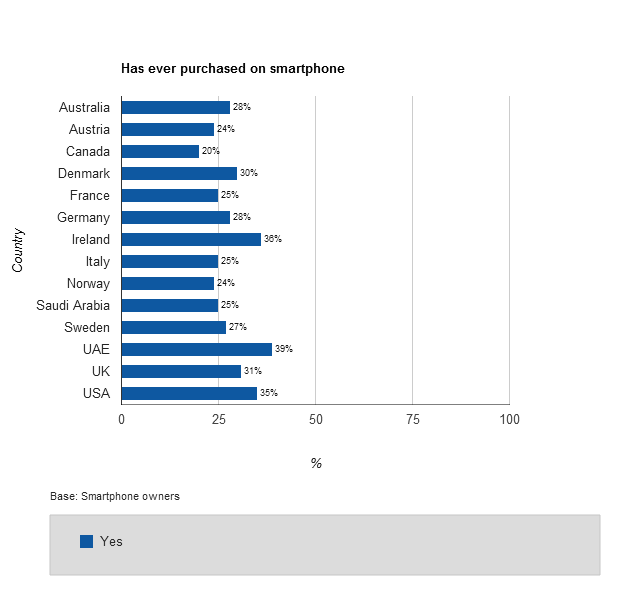 Has ever purchased on smartphone
Country
Australia 28%
Austria 24%
Canada 20%
Denmark 30%
France 25%
Germany 28%
Ireland 36%
Italy 25%
Norway 24%
Saudi Arabia 25%
Sweden 27%
UAE 39%
UK 31%
USA 35%
0 25 50 75 100
%
Base: Smartphone owners
Yes